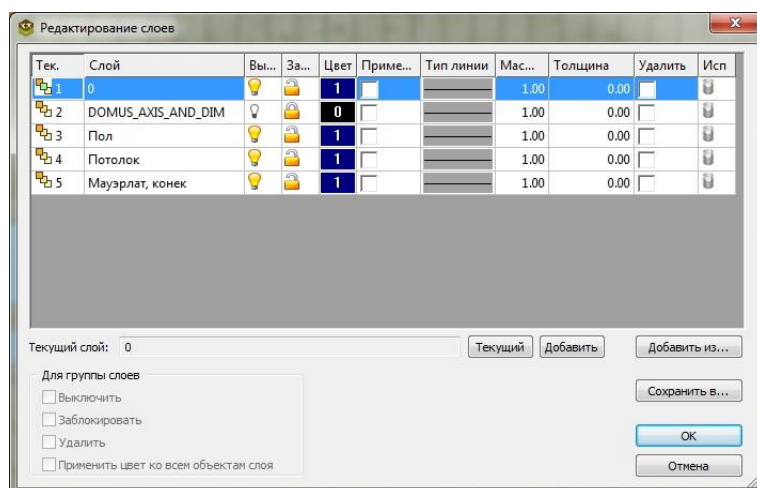 Редактирование слоев
Тек. Слой Вы... За... Цвет Приме... Тип линии Мас... Толщина Удалить Исп
1 0 1 1.00 0.00
2 DOMUS_AXIS_AND_DIM 0 1.00 0.00
3 Пол 1 1.00 0.00
4 Потолок 1 1.00 0.00
5 Мауэрлат, конек 1 1.00 0.00
Текущий слой: 0 Текущий Добавить Добавить из...
Для группы слоев
Выключить
Заблокировать
Удалить
Применить цвет ко всем объектам слоя
Сохранить в...
OK
Отмена